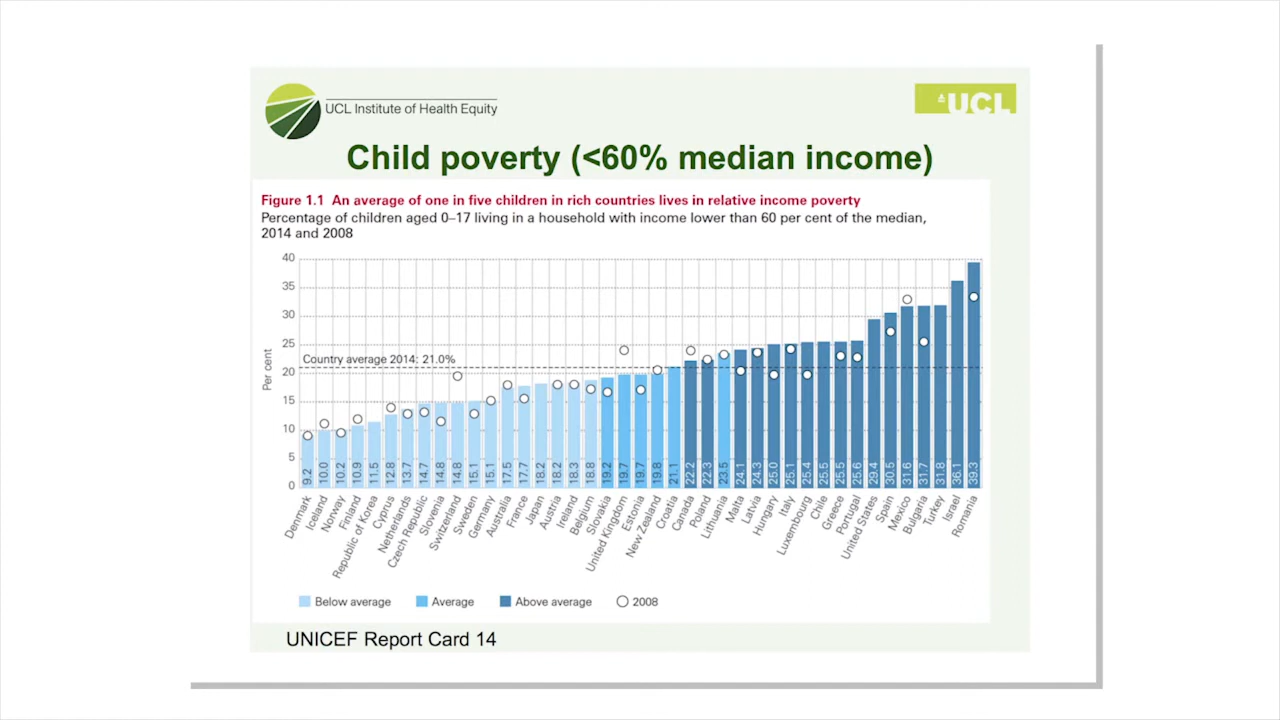 UCL Institute of Health Equity
UCL
Child poverty (<60% median income)
Figure 1.1 An average of one in five children in rich countries lives in relative income poverty
Percentage of children aged 0–17 living in a household with income lower than 60 per cent of the median,
2014 and 2008
40
35
30
25
20
15
10
5
0
Per cent
Country average 2014: 21.0%
9.2
10.0
10.2
10.9
11.5
12.8
13.7
14.7
14.8
14.8
15.1
15.1
17.5
17.7
18.2
18.2
18.3
18.8
19.2
19.7
19.7
19.8
21.1
22.2
22.3
23.5
24.1
24.3
25.0
25.1
25.4
25.5
25.5
25.6
29.4
30.5
31.6
31.7
31.8
36.1
39.3
Denmark
Iceland
Norway
Finland
Republic of Korea
Cyprus
Netherlands
Czech Republic
Slovenia
Switzerland
Sweden
Germany
Australia
France
Japan
Austria
Ireland
Belgium
Slovakia
United Kingdom
Estonia
New Zealand
Croatia
Canada
Poland
Lithuania
Malta
Latvia
Hungary
Italy
Luxembourg
Chile
Greece
Portugal
United States
Spain
Mexico
Bulgaria
Turkey
Israel
Romania
Below average
Average
Above average
2008
UNICEF Report Card 14